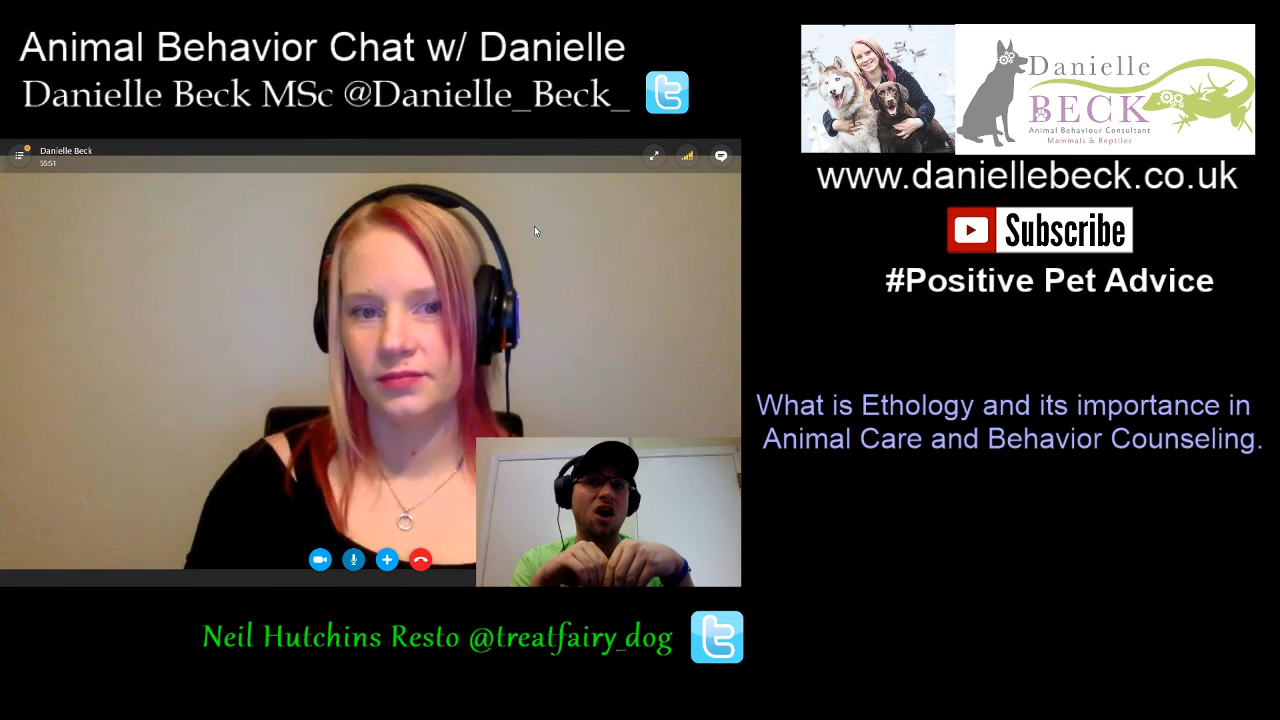 Animal Behavior Chat w/ Danielle
Danielle Beck MSc @Danielle_Beck_
Danielle Beck
55:51
Danielle
BECK
Animal Behaviour Consultant
Mammals & Reptiles
www.daniellebeck.co.uk
Subscribe
#Positive Pet Advice
What is Ethology and its importance in
Animal Care and Behavior Counseling.
Neil Hutchins Resto @treatfairy_dog